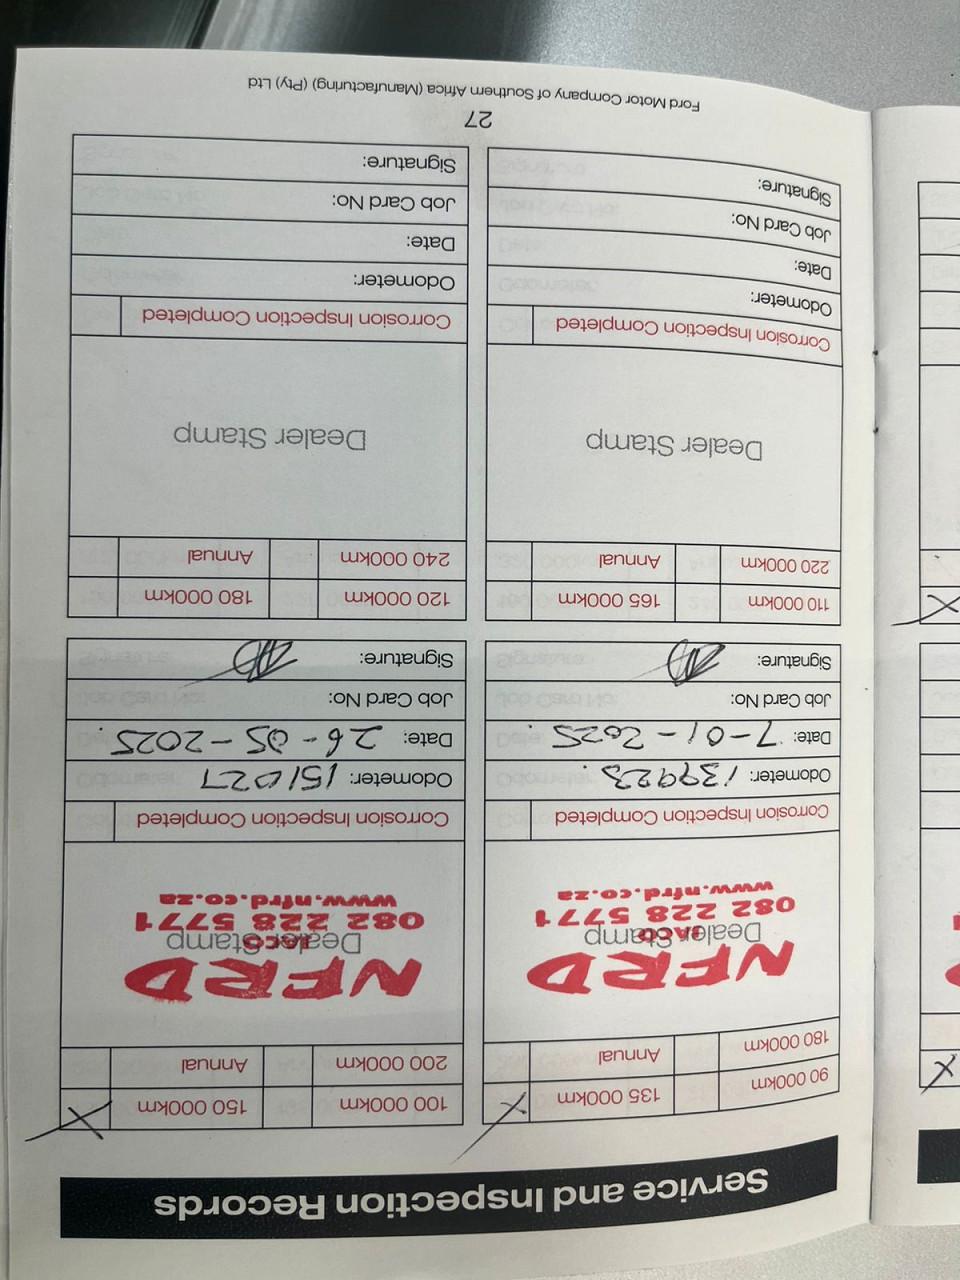 Service and Inspection Records
90 000km 135 000km
180 000km Annual
NFRD
Dealer Stamp
JACO
082 228 5771
www.nfrd.co.za
Corrosion Inspection Completed
Odometer: 139923
Date: 7-01-2025
Job Card No:
Signature:
100 000km 150 000km
200 000km Annual
NFRD
Dealer Stamp
JACO
082 228 5771
www.nfrd.co.za
Corrosion Inspection Completed
Odometer: 151027
Date: 26-05-2025
Job Card No:
Signature:
110 000km 165 000km
220 000km Annual
Dealer Stamp
Corrosion Inspection Completed
Odometer:
Date:
Job Card No:
Signature:
120 000km 180 000km
240 000km Annual
Dealer Stamp
Corrosion Inspection Completed
Odometer:
Date:
Job Card No:
Signature:
27
Ford Motor Company of Southern Africa (Manufacturing) (Pty) Ltd